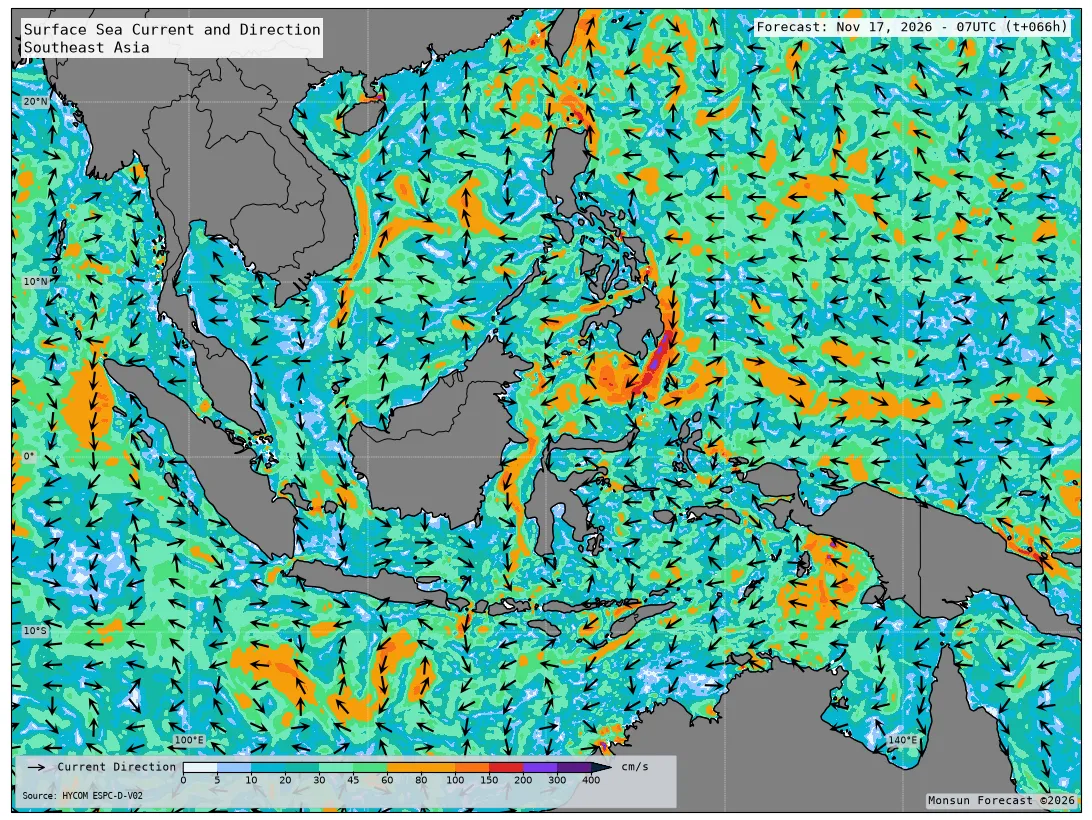 Surface Sea Current and Direction
Southeast Asia
Forecast: Nov 17, 2026 - 07UTC (t+066h)
20°N
10°N
0°
10°S
100°E
140°E
Current Direction
0 5 10 20 30 45 60 80 100 150 200 300 400 cm/s
Source: HYCOM ESPC-D-V02
Monsun Forecast ©2026